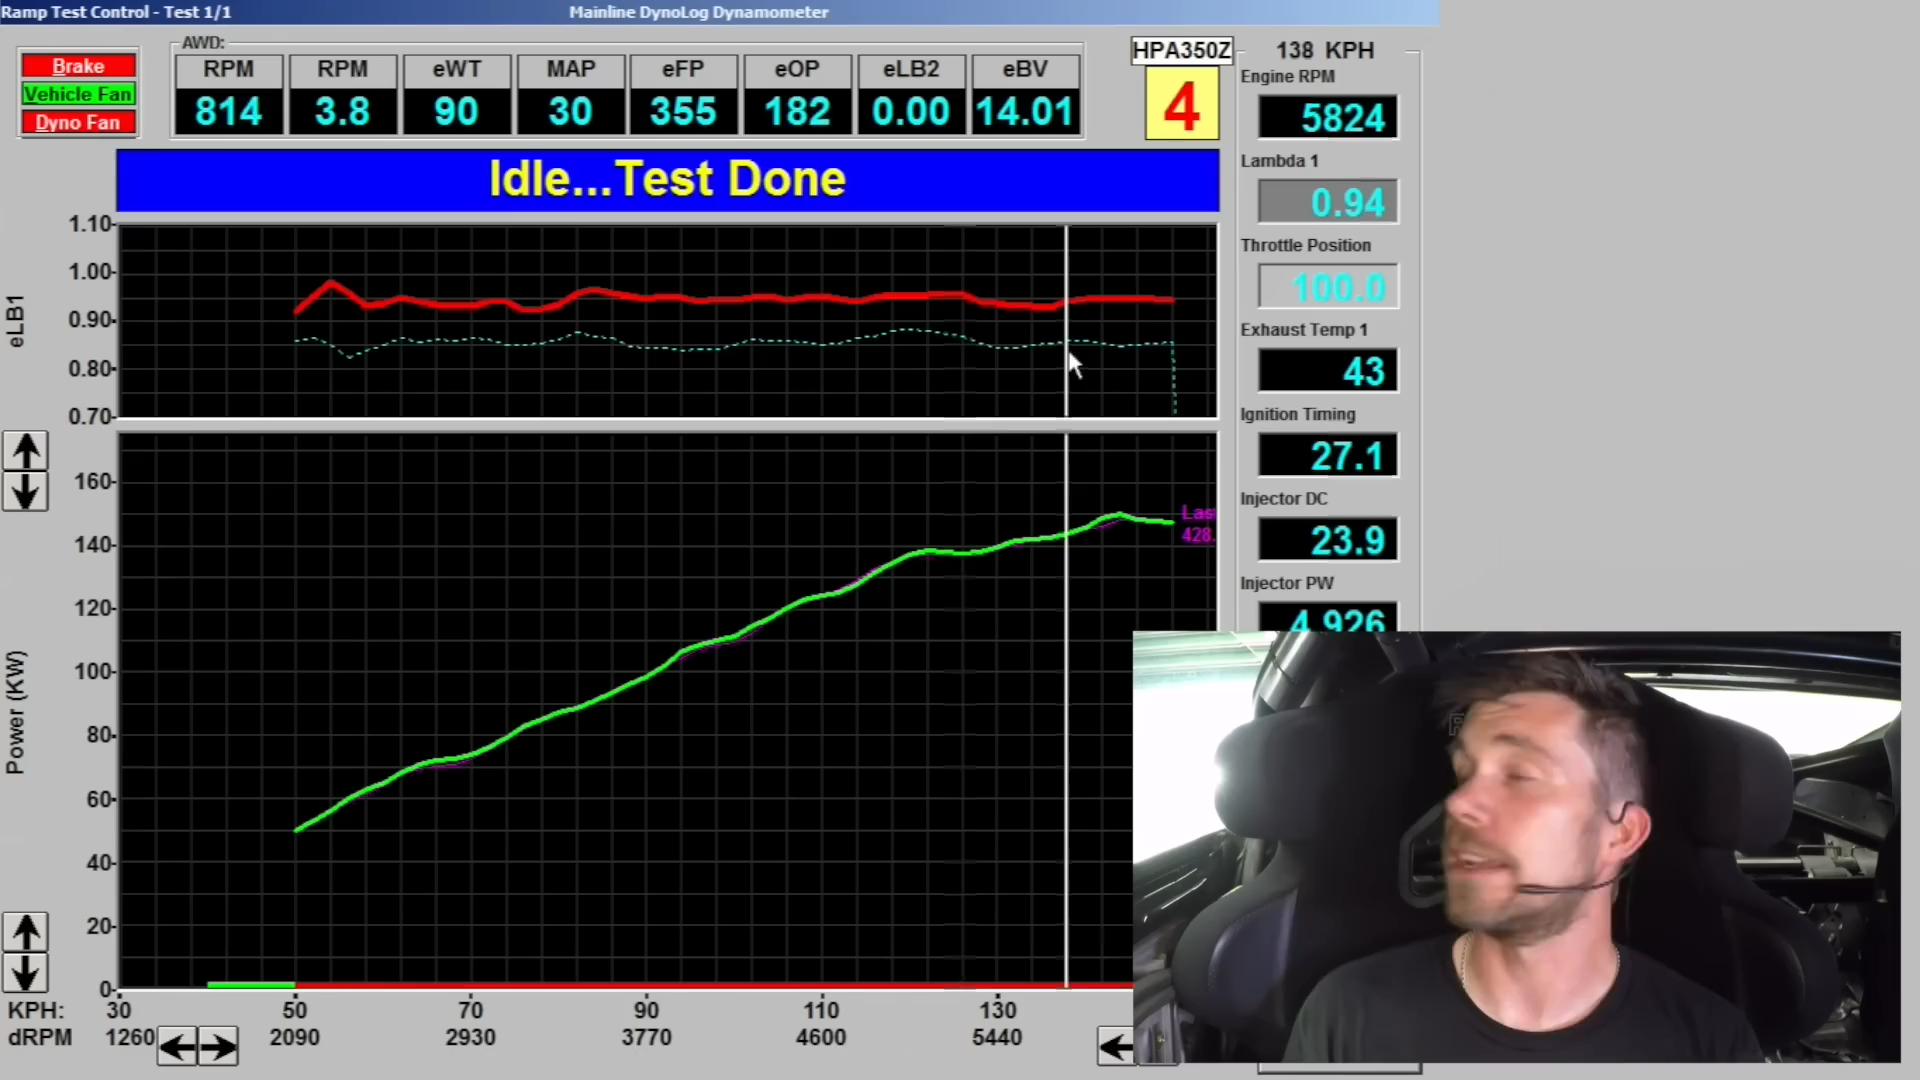 Ramp Test Control - Test 1/1
Mainline DynoLog Dynamometer
Brake
Vehicle Fan
Dyno Fan
AWD:
RPM RPM eWT MAP eFP eOP eLB2 eBV
814 3.8 90 30 355 182 0.00 14.01
HPA350Z
4
138 KPH
Engine RPM
5824
Lambda 1
0.94
Throttle Position
100.0
Exhaust Temp 1
43
Ignition Timing
27.1
Injector DC
23.9
Injector PW
4.926
Idle...Test Done
eLB1
1.10
1.00
0.90
0.80
0.70
Power (KW)
160
140
120
100
80
60
40
20
0
428.
KPH: 30 50 70 90 110 130
dRPM 1260 2090 2930 3770 4600 5440